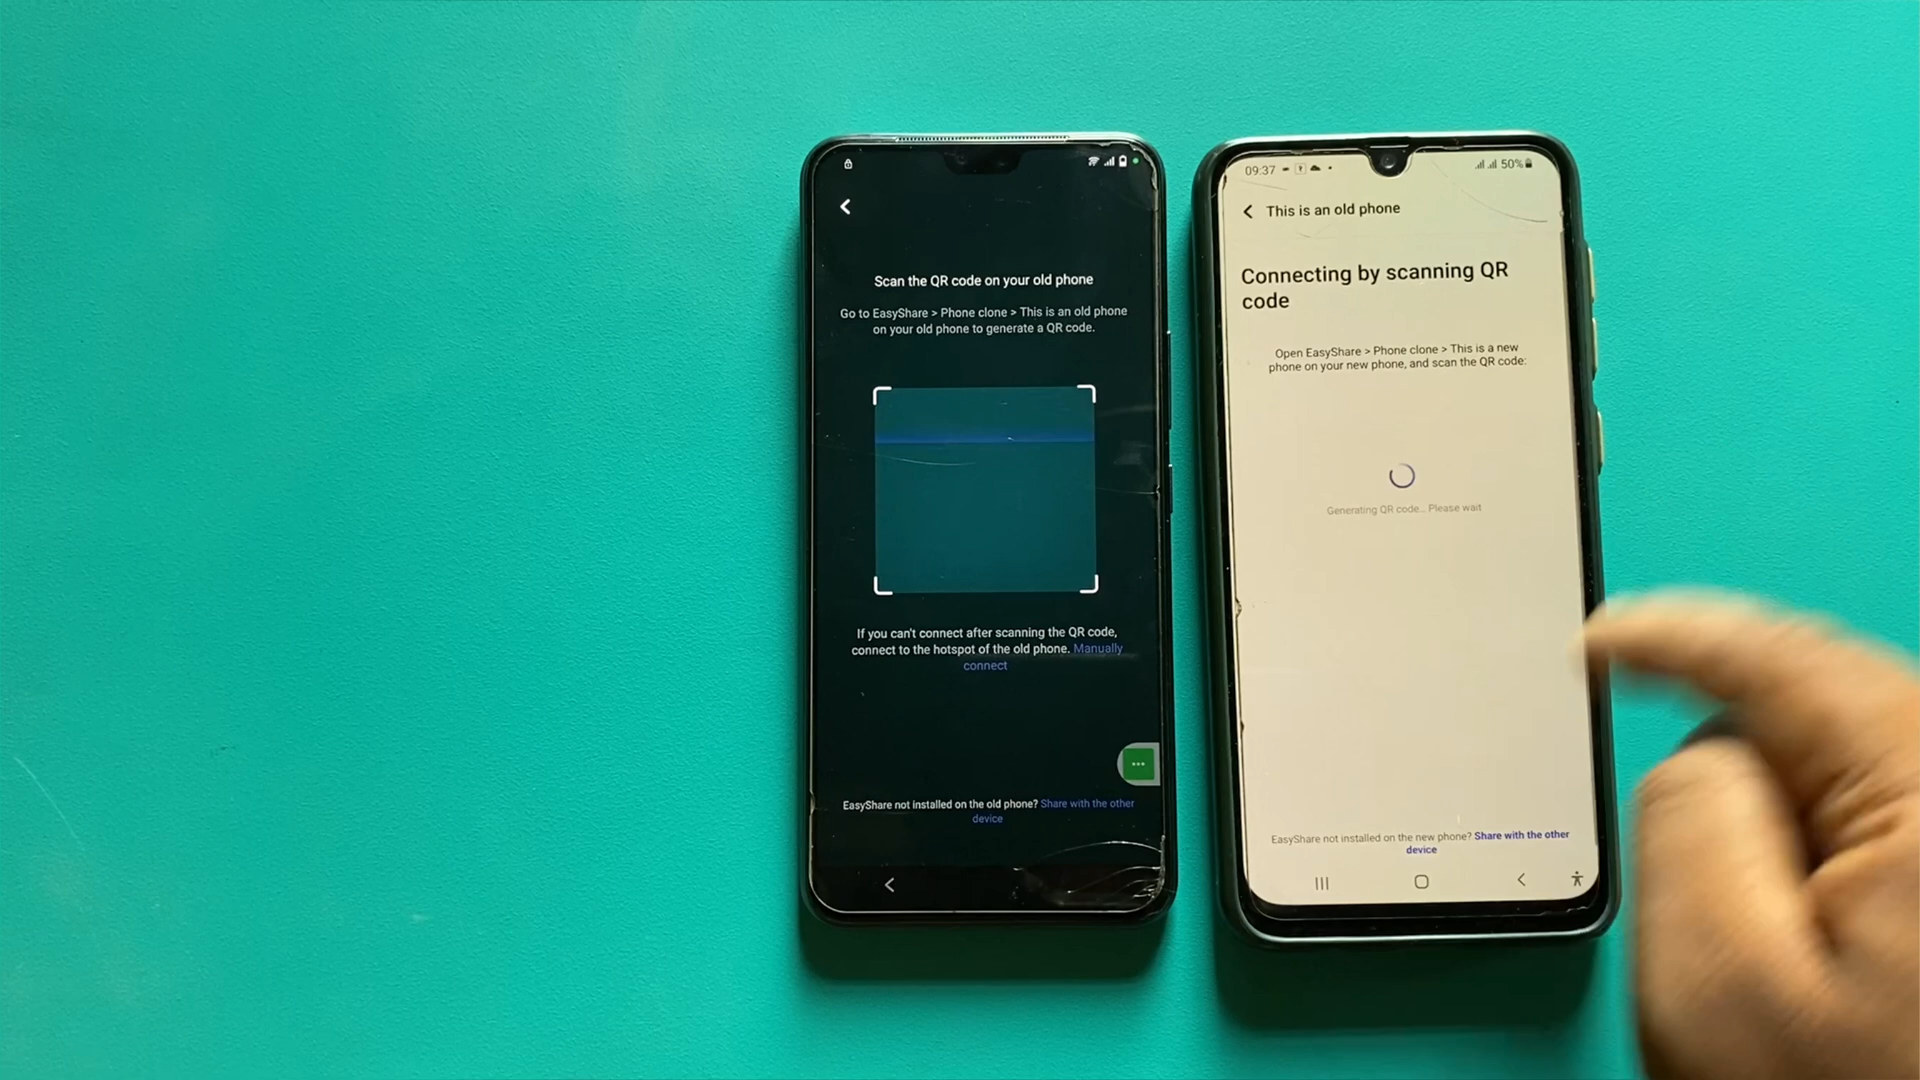 Scan the QR code on your old phone
Go to EasyShare > Phone clone > This is an old phone
on your old phone to generate a QR code.
If you can't connect after scanning the QR code,
connect to the hotspot of the old phone. Manually
connect
EasyShare not installed on the old phone? Share with the other
device
09:37
50%
This is an old phone
Connecting by scanning QR
code
Open EasyShare > Phone clone > This is a new
phone on your new phone, and scan the QR code:
Generating QR code... Please wait
EasyShare not installed on the new phone? Share with the other
device